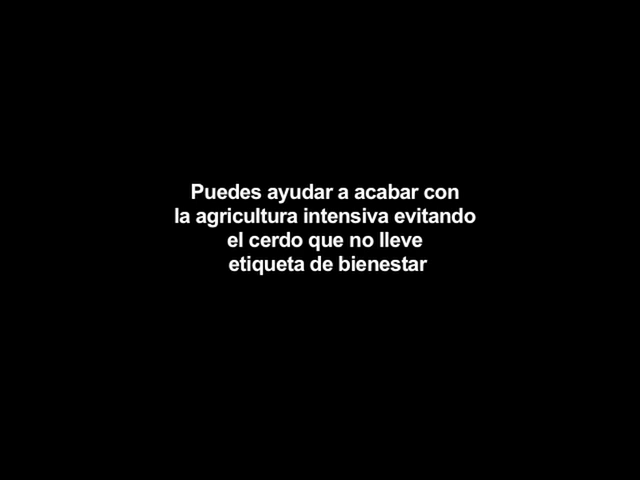 Puedes ayudar a acabar con
la agricultura intensiva evitando
el cerdo que no lleve
etiqueta de bienestar